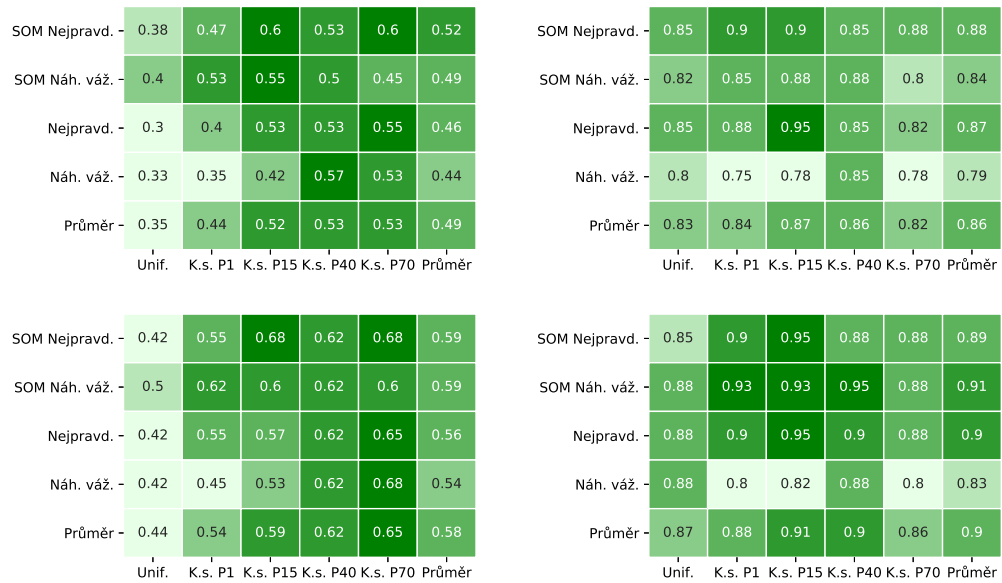 SOM Nejpravd. 0.38 0.47 0.6 0.53 0.6 0.52
SOM Náh. váž. 0.4 0.53 0.55 0.5 0.45 0.49
Nejpravd. 0.3 0.4 0.53 0.53 0.55 0.46
Náh. váž. 0.33 0.35 0.42 0.57 0.53 0.44
Průměr 0.35 0.44 0.52 0.53 0.53 0.49
Unif. K.s. P1 K.s. P15 K.s. P40 K.s. P70 Průměr
SOM Nejpravd. 0.85 0.9 0.9 0.85 0.88 0.88
SOM Náh. váž. 0.82 0.85 0.88 0.88 0.8 0.84
Nejpravd. 0.85 0.88 0.95 0.85 0.82 0.87
Náh. váž. 0.8 0.75 0.78 0.85 0.78 0.79
Průměr 0.83 0.84 0.87 0.86 0.82 0.86
Unif. K.s. P1 K.s. P15 K.s. P40 K.s. P70 Průměr
SOM Nejpravd. 0.42 0.55 0.68 0.62 0.68 0.59
SOM Náh. váž. 0.5 0.62 0.6 0.62 0.6 0.59
Nejpravd. 0.42 0.55 0.57 0.62 0.65 0.56
Náh. váž. 0.42 0.45 0.53 0.62 0.68 0.54
Průměr 0.44 0.54 0.59 0.62 0.65 0.58
Unif. K.s. P1 K.s. P15 K.s. P40 K.s. P70 Průměr
SOM Nejpravd. 0.85 0.9 0.95 0.88 0.88 0.89
SOM Náh. váž. 0.88 0.93 0.93 0.95 0.88 0.91
Nejpravd. 0.88 0.9 0.95 0.9 0.88 0.9
Náh. váž. 0.88 0.8 0.82 0.88 0.8 0.83
Průměr 0.87 0.88 0.91 0.9 0.86 0.9
Unif. K.s. P1 K.s. P15 K.s. P40 K.s. P70 Průměr